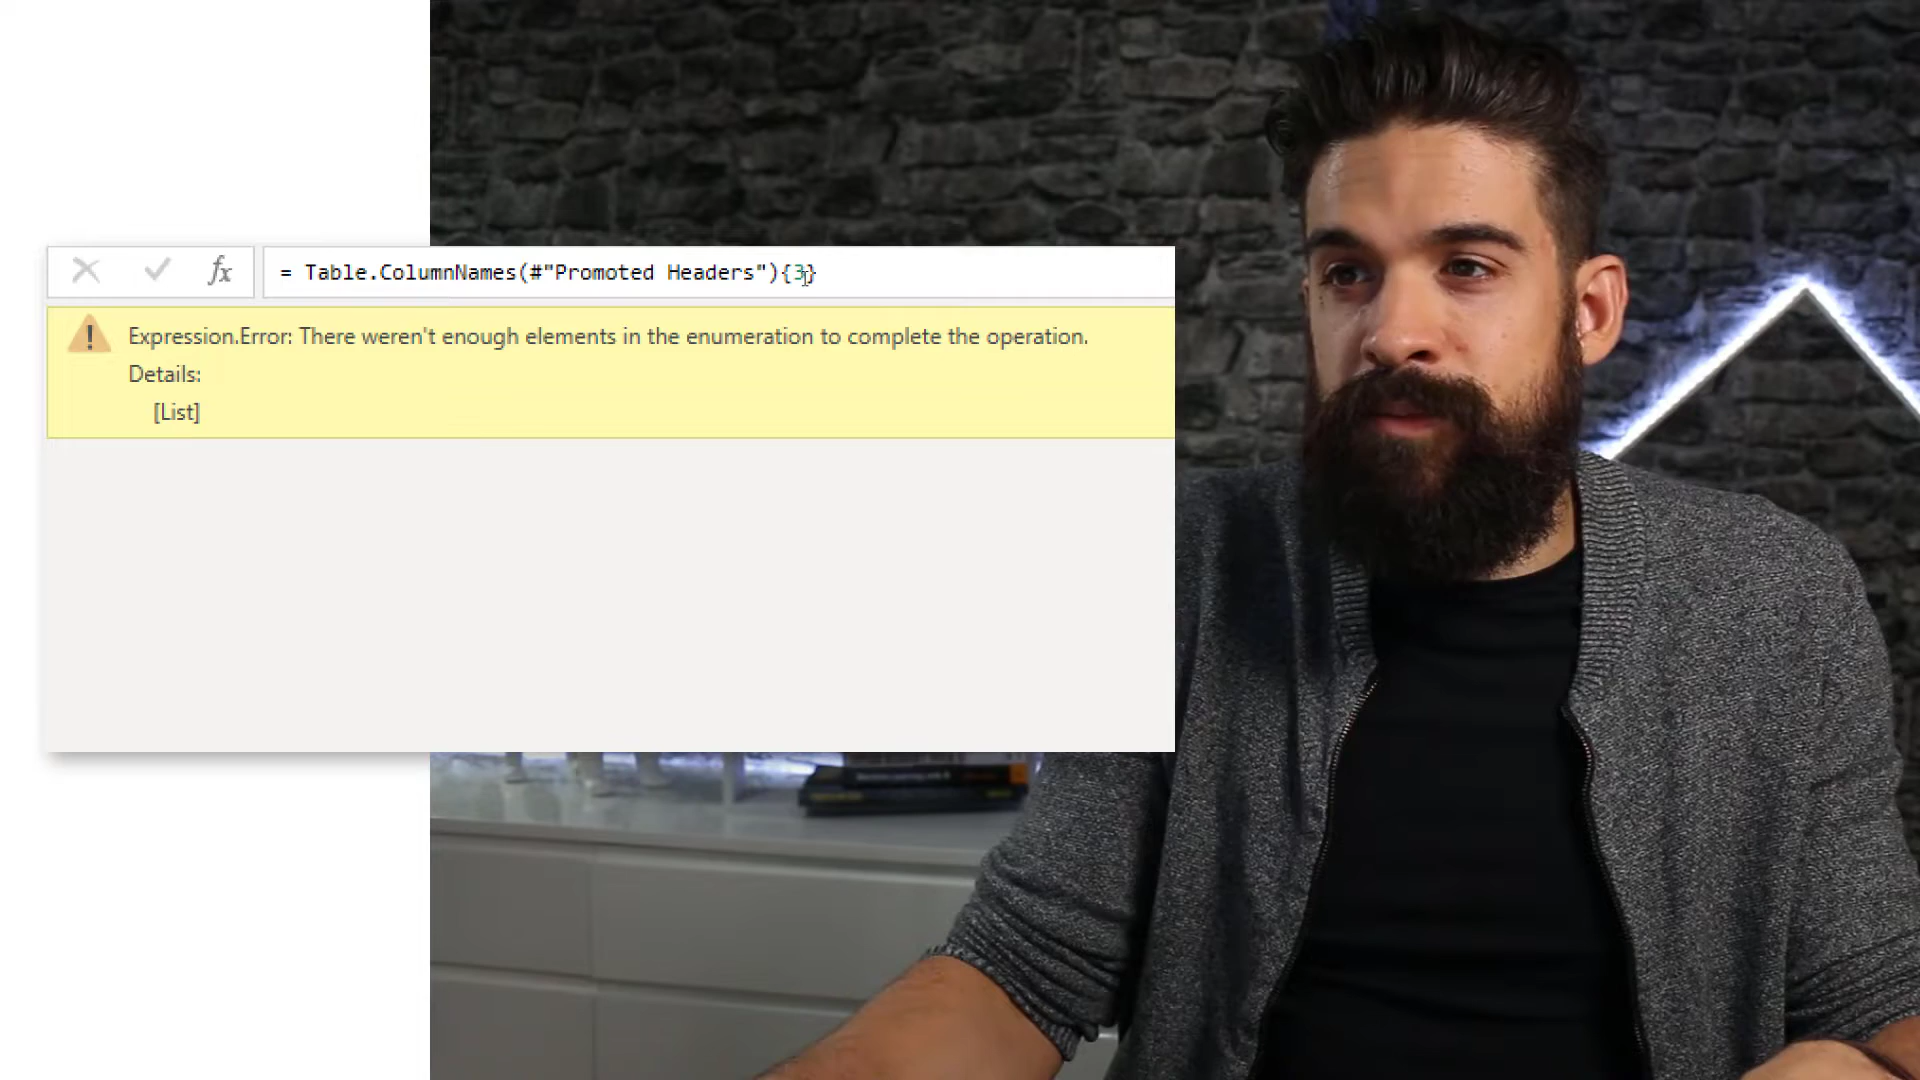 fx = Table.ColumnNames(#"Promoted Headers"){3}
Expression.Error: There weren't enough elements in the enumeration to complete the operation.
Details:
[List]